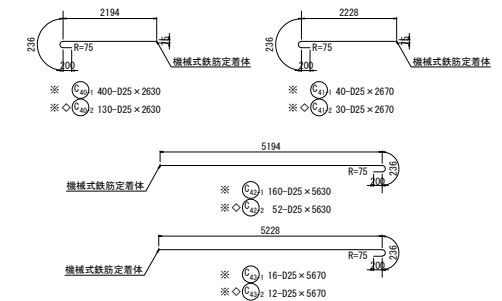 2194
236
R=75
75
200
機械式鉄筋定着体
※ C40-1 400-D25×2630
※◇C40-2 130-D25×2630
2228
236
R=75
75
200
機械式鉄筋定着体
※ C41-1 40-D25×2670
※◇C41-2 30-D25×2670
5194
R=75
236
200
機械式鉄筋定着体
※ C42-1 160-D25×5630
※◇C42-2 52-D25×5630
5228
R=75
236
200
機械式鉄筋定着体
※ C43-1 16-D25×5670
※◇C43-2 12-D25×5670